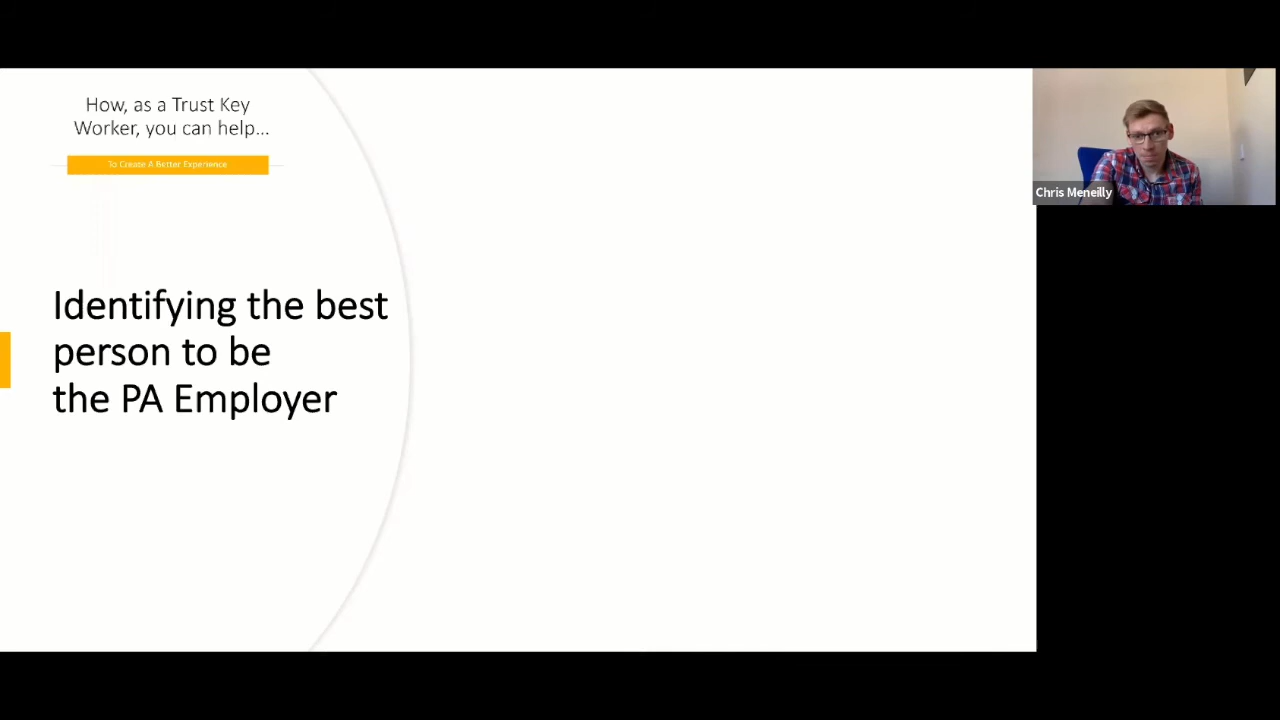 How, as a Trust Key
Worker, you can help...
To Create A Better Experience
Identifying the best
person to be
the PA Employer
Chris Meneilly